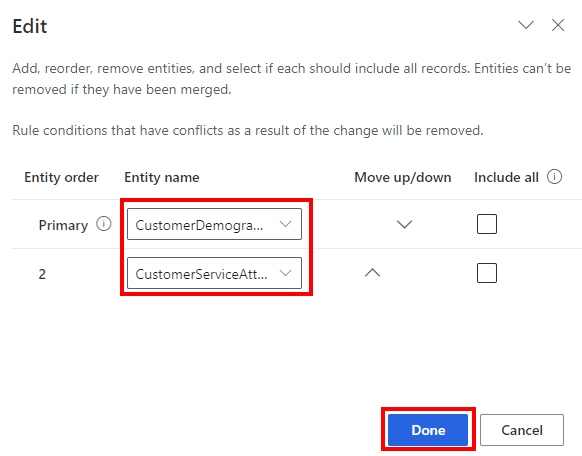 Edit
Add, reorder, remove entities, and select if each should include all records. Entities can't be
removed if they have been merged.
Rule conditions that have conflicts as a result of the change will be removed.
Entity order Entity name Move up/down Include all
Primary CustomerDemogra...
2 CustomerServiceAtt...
Done Cancel